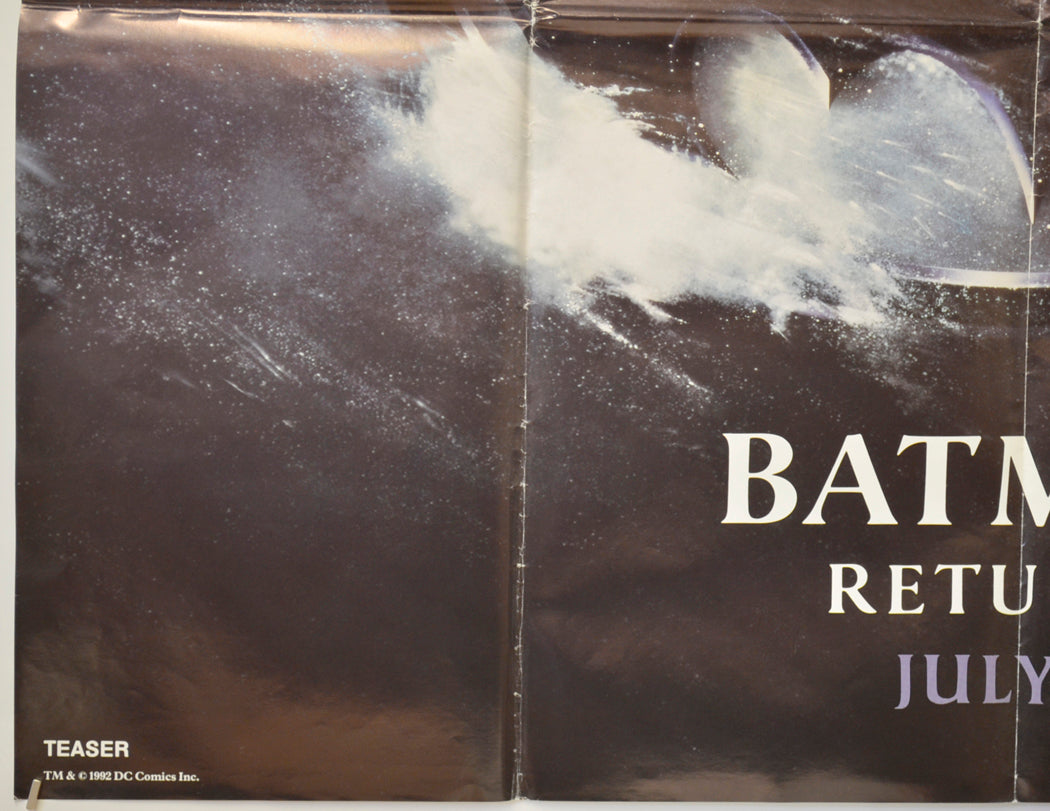 BATM
RETU
JULY
TEASER
TM & © 1992 DC Comics Inc.